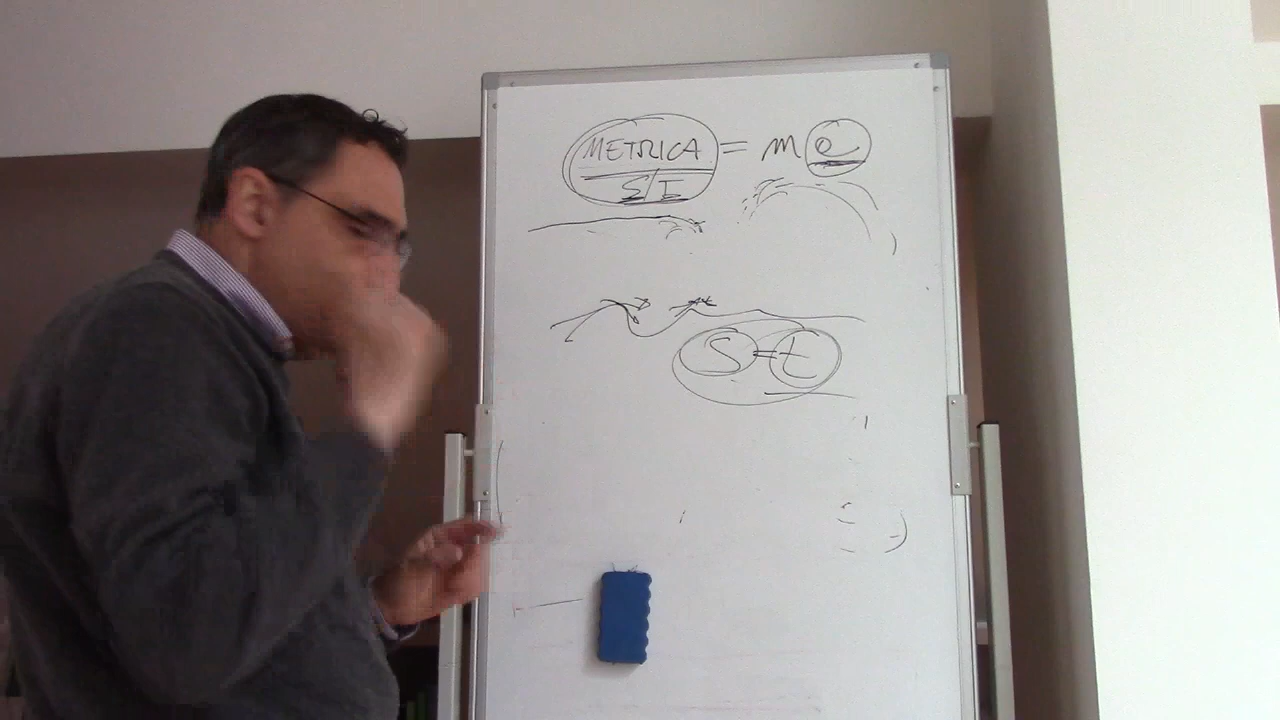 METRICA = m e
S/I
S = t